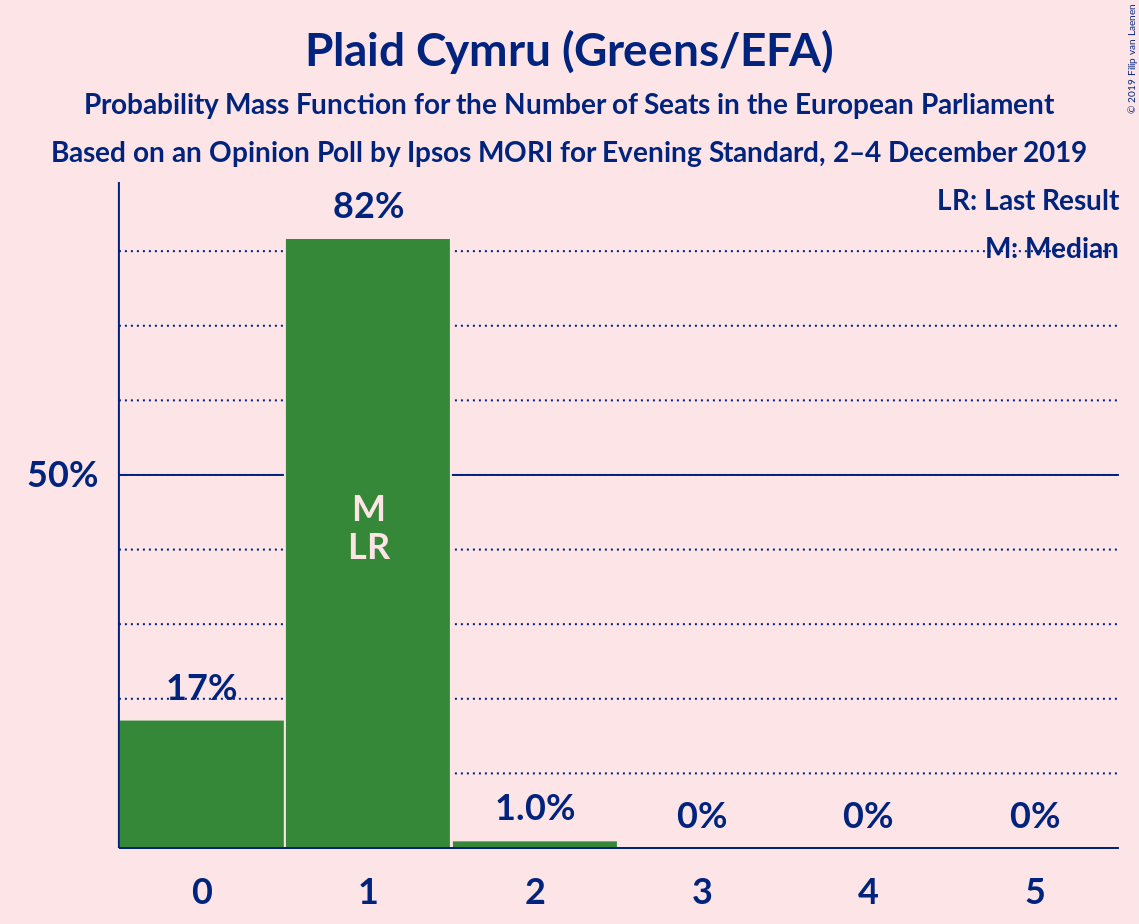 Plaid Cymru (Greens/EFA)
Probability Mass Function for the Number of Seats in the European Parliament
Based on an Opinion Poll by Ipsos MORI for Evening Standard, 2–4 December 2019
© 2019 Filip van Laenen
LR: Last Result
M: Median
82%
50%
M
LR
17%
1.0%
0%
0%
0%
0
1
2
3
4
5